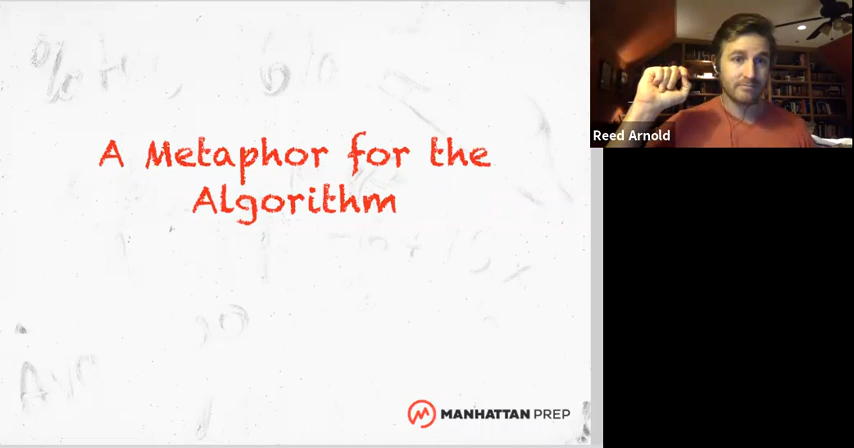 A Metaphor for the
Algorithm
Reed Arnold
MANHATTAN PREP